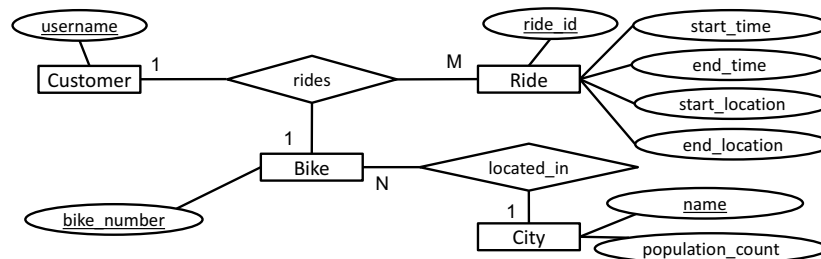 username
ride_id
start_time
1
M
end_time
Customer
rides
Ride
start_location
1
end_location
Bike
N
located_in
bike_number
1
name
City
population_count